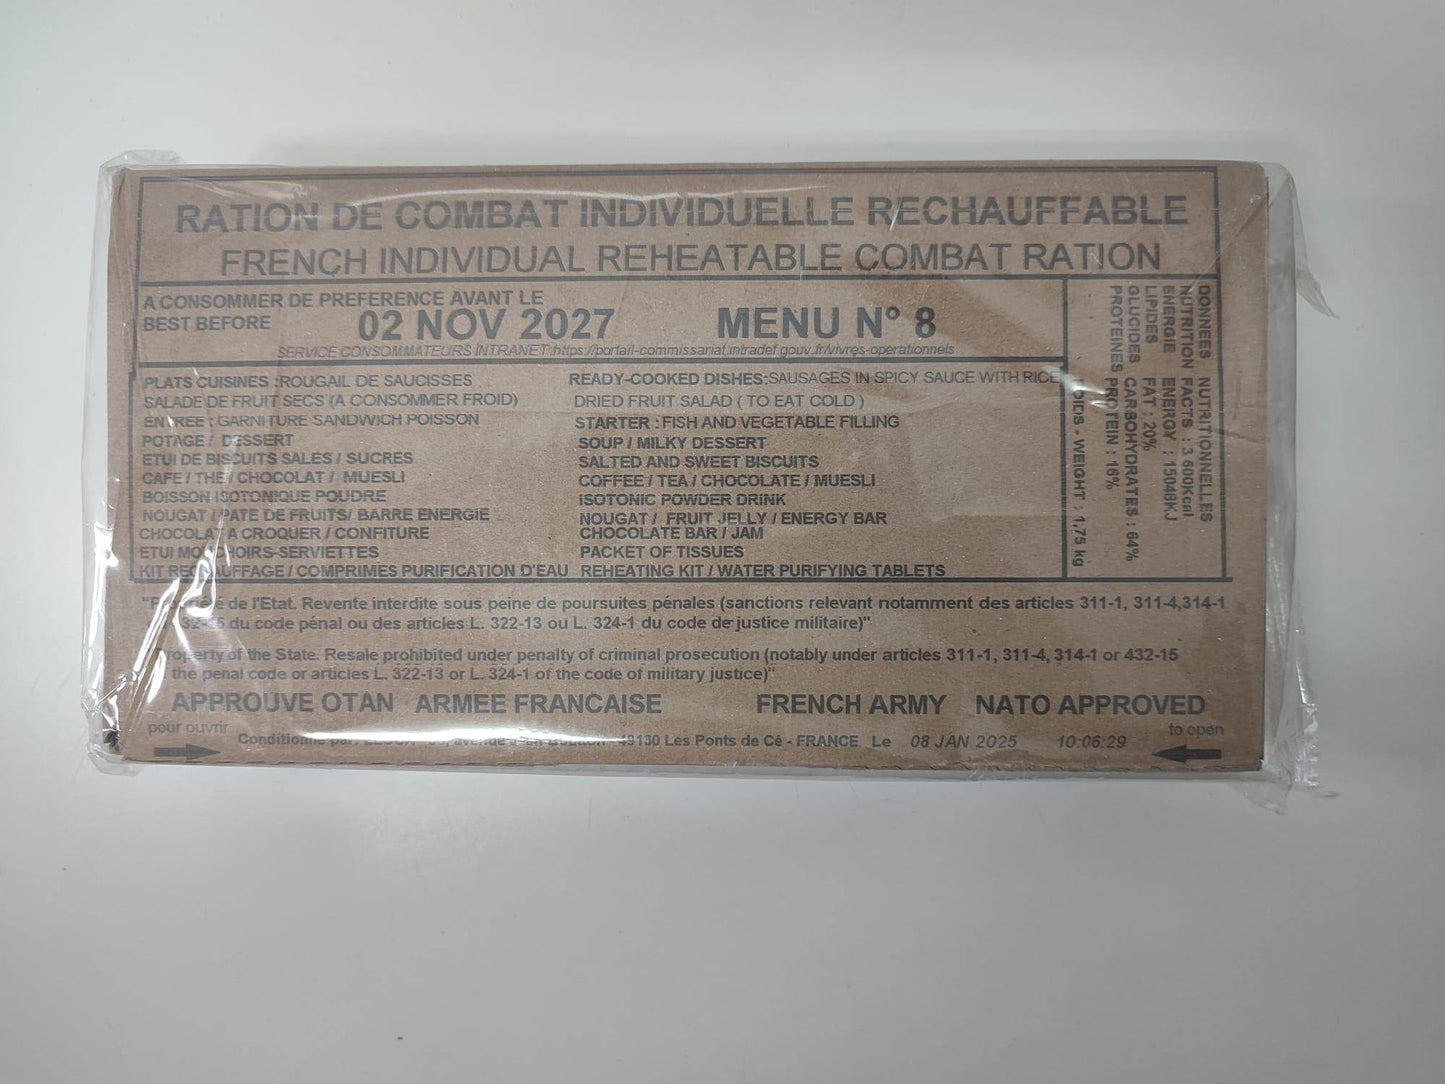 RATION DE COMBAT INDIVIDUELLE RECHAUFFABLE
FRENCH INDIVIDUAL REHEATABLE COMBAT RATION
A CONSOMMER DE PREFERENCE AVANT LE
BEST BEFORE 02 NOV 2027 MENU N° 8
SERVICE CONSOMMATEURS INTRANET :https://portail-commissariat.intradef.gouv.fr/vivres-operationnels
PLATS CUISINES :ROUGAIL DE SAUCISSES READY-COOKED DISHES:SAUSAGES IN SPICY SAUCE WITH RICE
SALADE DE FRUIT SECS (A CONSOMMER FROID) DRIED FRUIT SALAD ( TO EAT COLD )
ENTREE : GARNITURE SANDWICH POISSON STARTER : FISH AND VEGETABLE FILLING
POTAGE / DESSERT SOUP / MILKY DESSERT
ETUI DE BISCUITS SALES / SUCRES SALTED AND SWEET BISCUITS
CAFE / THE / CHOCOLAT / MUESLI COFFEE / TEA / CHOCOLATE / MUESLI
BOISSON ISOTONIQUE POUDRE ISOTONIC POWDER DRINK
NOUGAT / PATE DE FRUITS/ BARRE ENERGIE NOUGAT / FRUIT JELLY / ENERGY BAR
CHOCOLAT A CROQUER / CONFITURE CHOCOLATE BAR / JAM
ETUI MOUCHOIRS-SERVIETTES PACKET OF TISSUES
KIT RECHAUFFAGE / COMPRIMES PURIFICATION D'EAU REHEATING KIT / WATER PURIFYING TABLETS
DONNEES NUTRITIONNELLES
NUTRITION FACTS : 3 600Kcal
ENERGIE ENERGY : 15048KJ
LIPIDES FAT : 20%
GLUCIDES CARBOHYDRATES : 64%
PROTEINES PROTEIN : 16%
POIDS - WEIGHT : 1,75 kg
"Propriété de l'Etat. Revente interdite sous peine de poursuites pénales (sanctions relevant notamment des articles 311-1, 311-4,314-1
du code pénal ou des articles L. 322-13 ou L. 324-1 du code de justice militaire)"
Property of the State. Resale prohibited under penalty of criminal prosecution (notably under articles 311-1, 311-4, 314-1 or 432-15
the penal code or articles L. 322-13 or L. 324-1 of the code of military justice)"
APPROUVE OTAN ARMEE FRANCAISE FRENCH ARMY NATO APPROVED
pour ouvrir to open
Conditionné par: avenue 49130 Les Ponts de Cé - FRANCE Le 08 JAN 2025 10:06:29